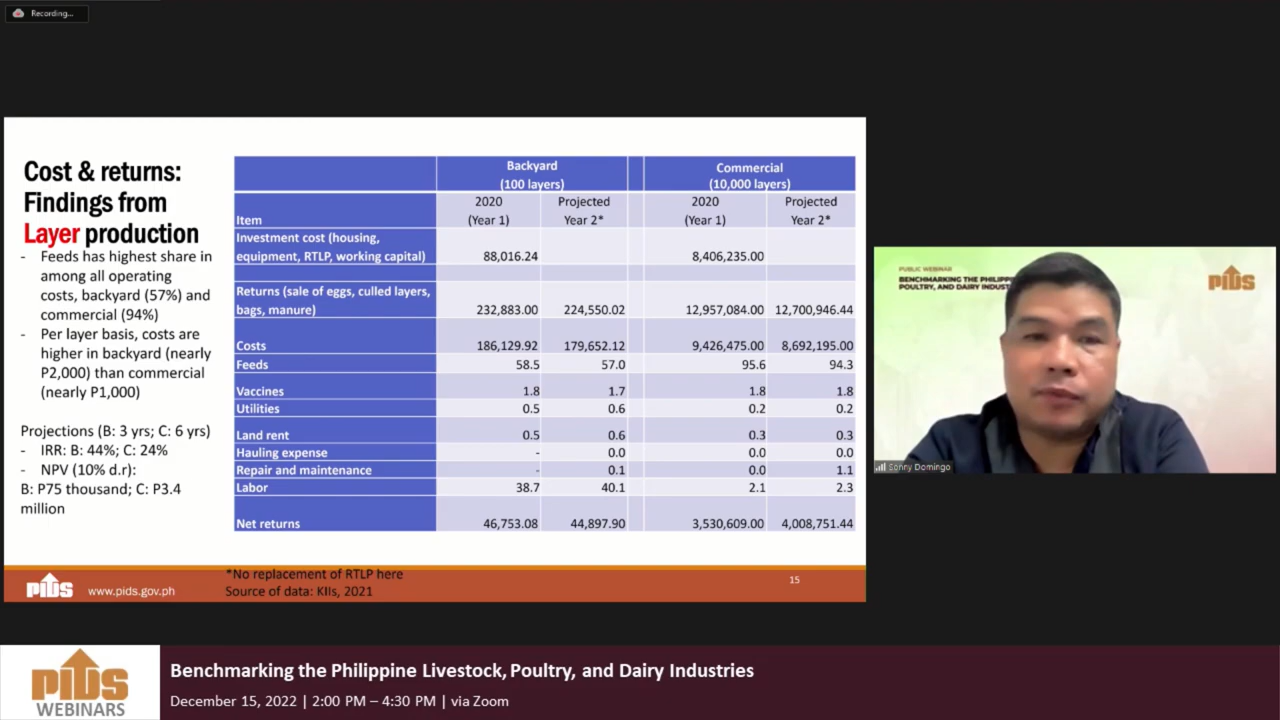 Recording...
Cost & returns:
Findings from
Layer production
- Feeds has highest share in
among all operating
costs, backyard (57%) and
commercial (94%)
- Per layer basis, costs are
higher in backyard (nearly
P2,000) than commercial
(nearly P1,000)
Projections (B: 3 yrs; C: 6 yrs)
- IRR: B: 44%; C: 24%
- NPV (10% d.r):
B: P75 thousand; C: P3.4
million
Backyard
(100 layers)
Commercial
(10,000 layers)
Item
2020
(Year 1)
Projected
Year 2*
2020
(Year 1)
Projected
Year 2*
Investment cost (housing,
equipment, RTLP, working capital) 88,016.24 8,406,235.00
Returns (sale of eggs, culled layers,
bags, manure) 232,883.00 224,550.02 12,957,084.00 12,700,946.44
Costs 186,129.92 179,652.12 9,426,475.00 8,692,195.00
Feeds 58.5 57.0 95.6 94.3
Vaccines 1.8 1.7 1.8 1.8
Utilities 0.5 0.6 0.2 0.2
Land rent 0.5 0.6 0.3 0.3
Hauling expense - 0.0 0.0 0.0
Repair and maintenance - 0.1 0.0 1.1
Labor 38.7 40.1 2.1 2.3
Net returns 46,753.08 44,897.90 3,530,609.00 4,008,751.44
*No replacement of RTLP here
Source of data: KIIs, 2021
15
PIDS
www.pids.gov.ph
PUBLIC WEBINAR
BENCHMARKING THE PHILIPP
POULTRY, AND DAIRY INDUST
PIDS
Sonny Domingo
PIDS
WEBINARS
Benchmarking the Philippine Livestock, Poultry, and Dairy Industries
December 15, 2022 | 2:00 PM – 4:30 PM | via Zoom